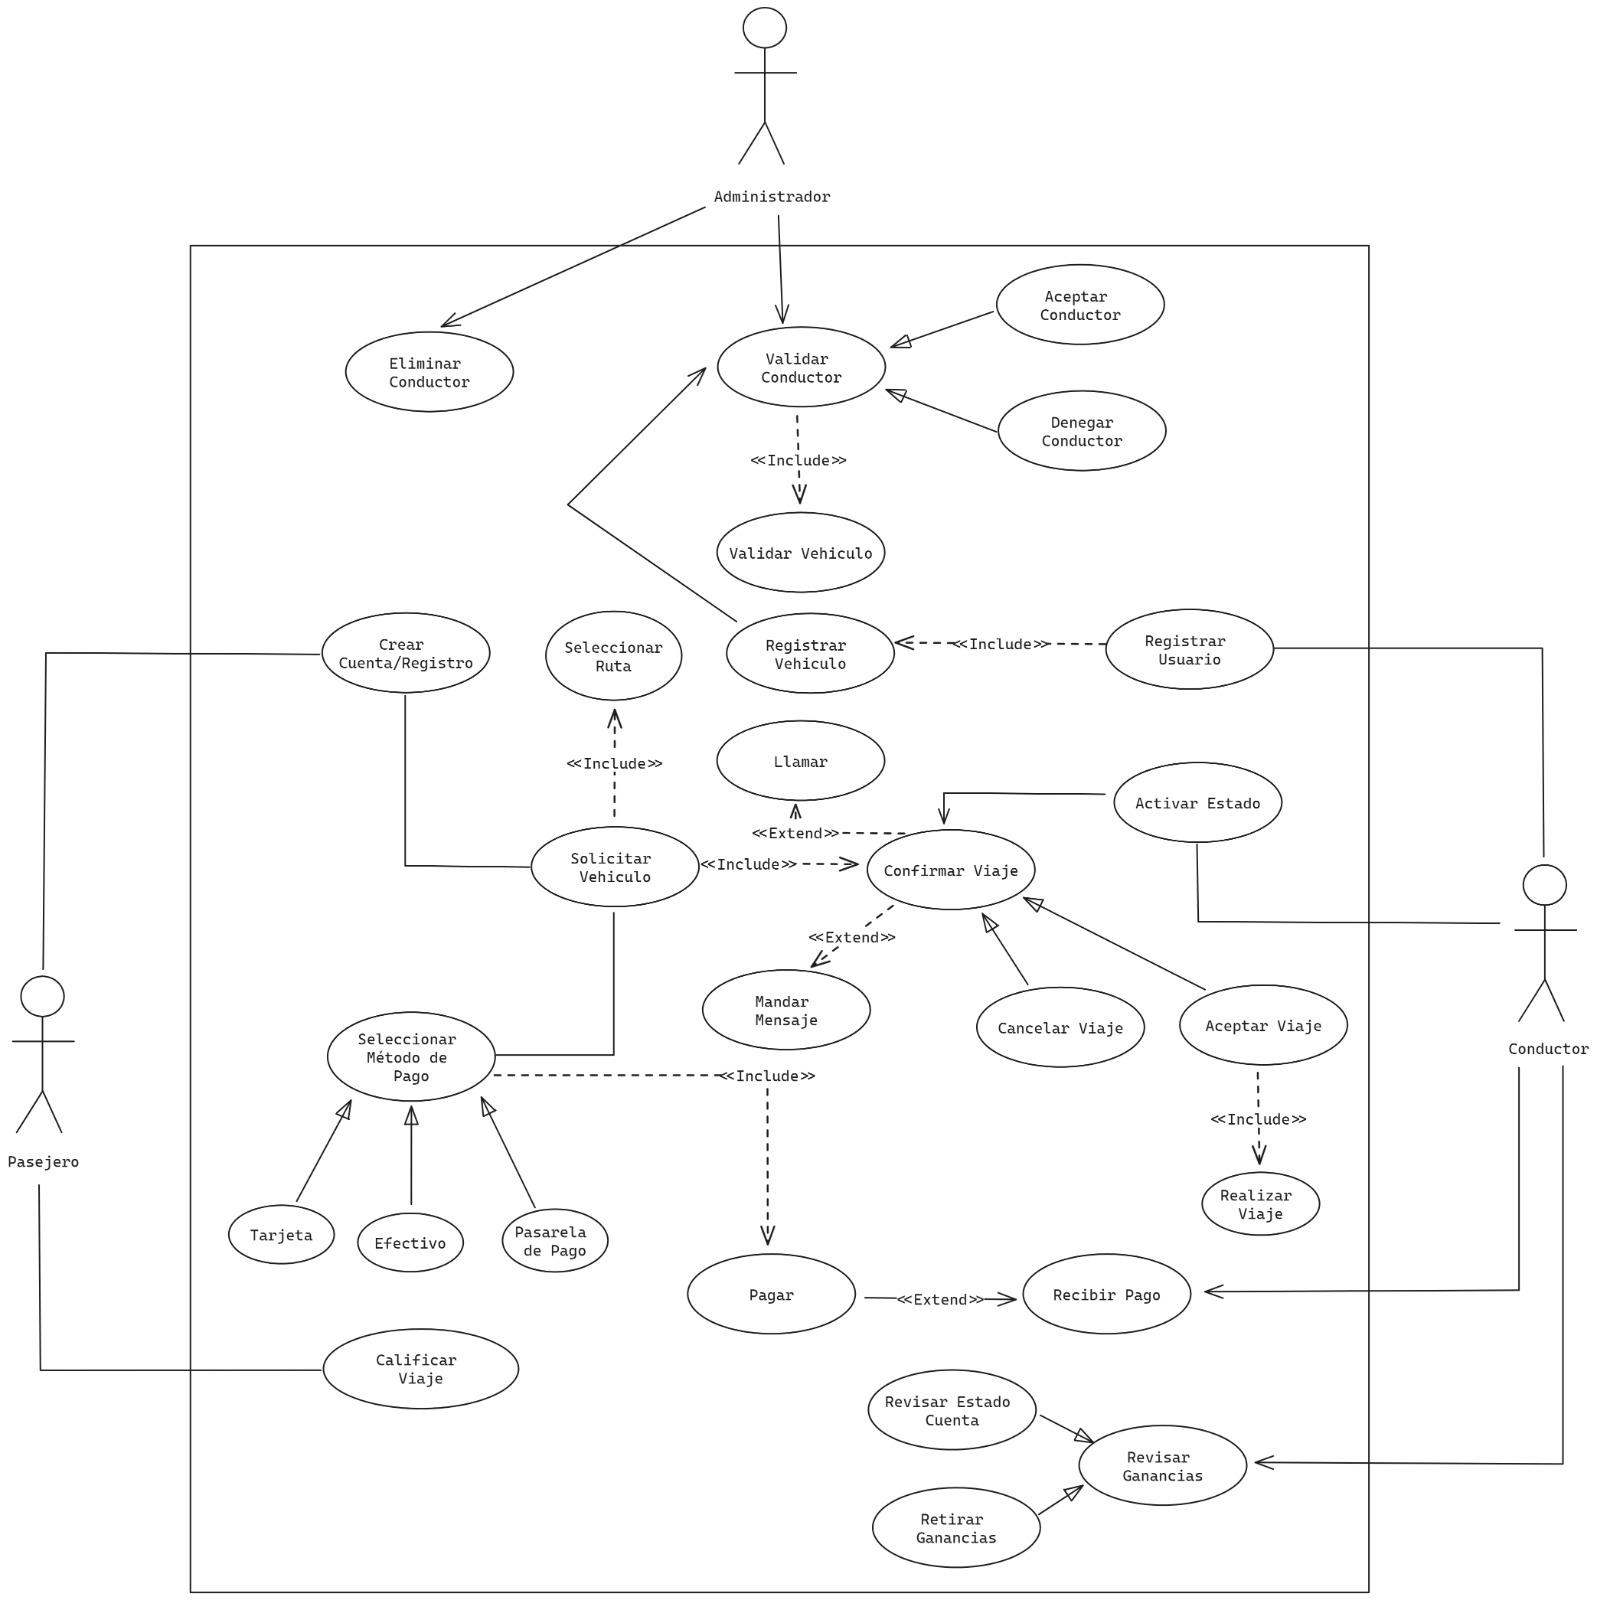 Administrador
Aceptar
Conductor
Eliminar
Conductor
Validar
Conductor
Denegar
Conductor
<<Include>>
Validar Vehiculo
Crear
Cuenta/Registro
Seleccionar
Ruta
Registrar
Vehiculo
<<Include>>
Registrar
Usuario
<<Include>>
Llamar
Activar Estado
<<Extend>>
Solicitar
Vehiculo
<<Include>>
Confirmar Viaje
<<Extend>>
Mandar
Mensaje
Cancelar Viaje
Aceptar Viaje
Conductor
Seleccionar
Método de
Pago
<<Include>>
<<Include>>
Pasejero
Realizar
Viaje
Tarjeta
Efectivo
Pasarela
de Pago
Pagar
<<Extend>>
Recibir Pago
Calificar
Viaje
Revisar Estado
Cuenta
Revisar
Ganancias
Retirar
Ganancias